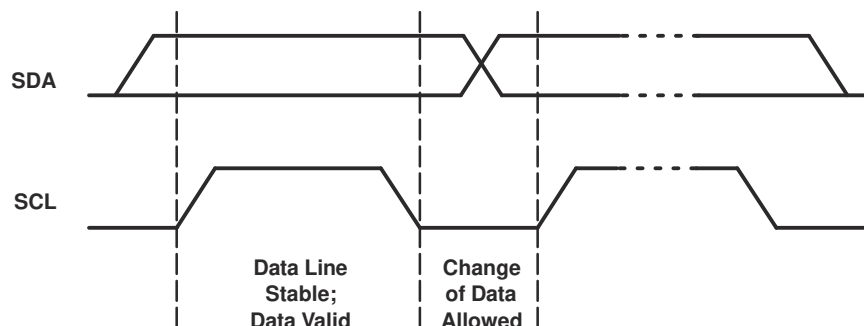 SDA
SCL
Data Line
Stable;
Data Valid
Change
of Data
Allowed